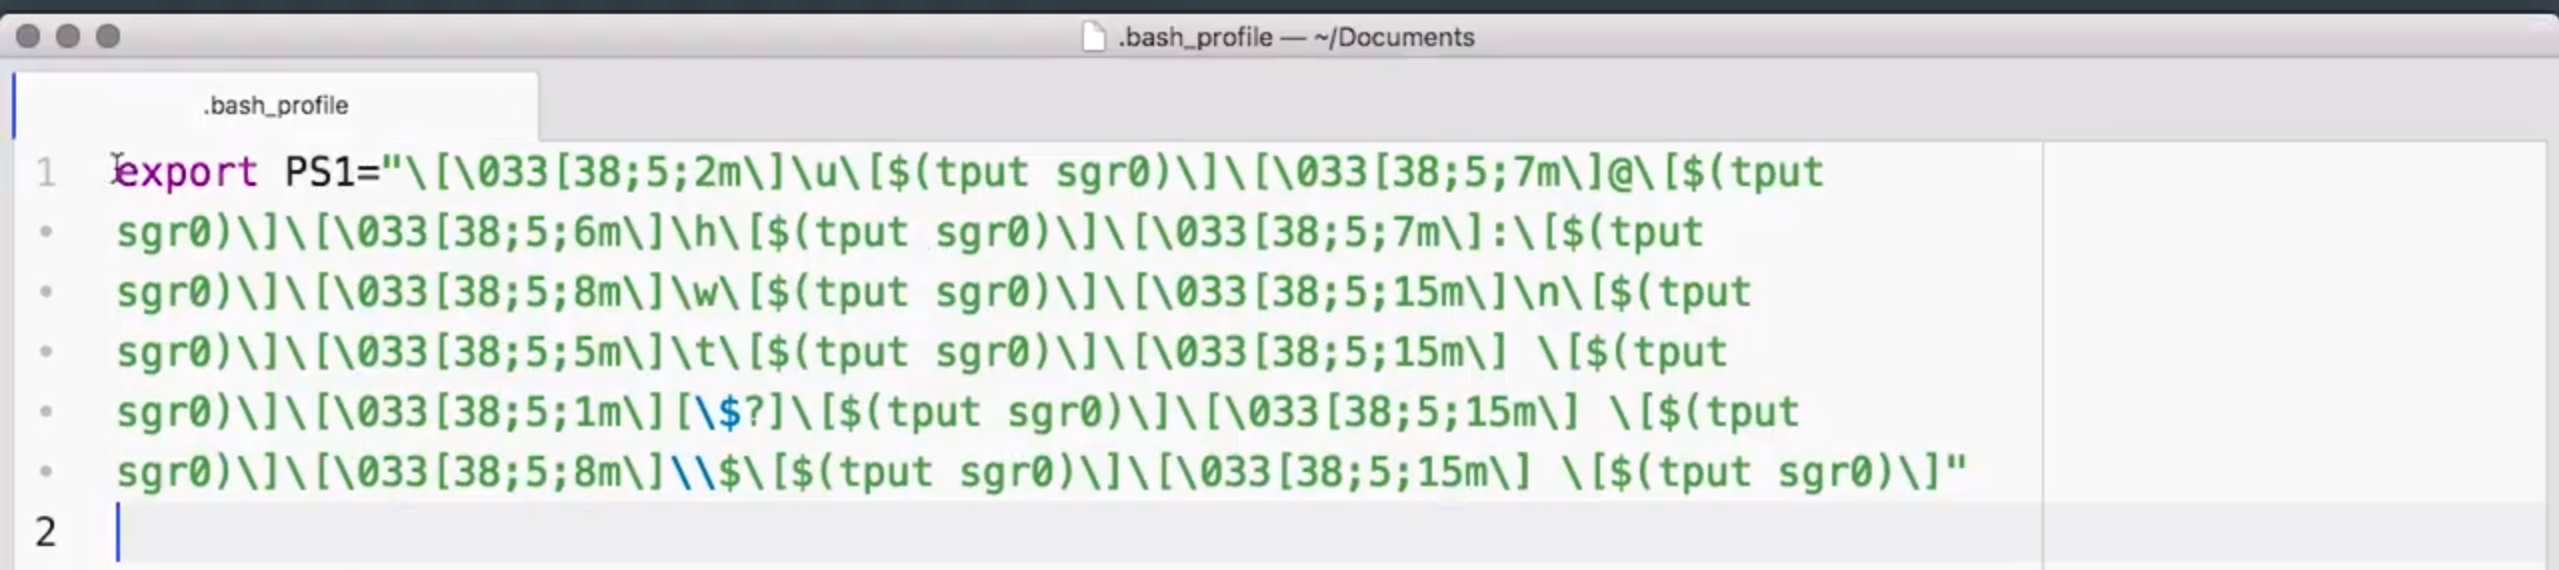 .bash_profile — ~/Documents
.bash_profile
1 export PS1="\[\033[38;5;2m\]\u\[$(tput sgr0)\]\[\033[38;5;7m\]@\[$(tput
• sgr0)\]\[\033[38;5;6m\]\h\[$(tput sgr0)\]\[\033[38;5;7m\]:\[$(tput
• sgr0)\]\[\033[38;5;8m\]\w\[$(tput sgr0)\]\[\033[38;5;15m\]\n\[$(tput
• sgr0)\]\[\033[38;5;5m\]\t\[$(tput sgr0)\]\[\033[38;5;15m\] \[$(tput
• sgr0)\]\[\033[38;5;1m\][\$?]\[$(tput sgr0)\]\[\033[38;5;15m\] \[$(tput
• sgr0)\]\[\033[38;5;8m\]\\$\[$(tput sgr0)\]\[\033[38;5;15m\] \[$(tput sgr0)\]"
2